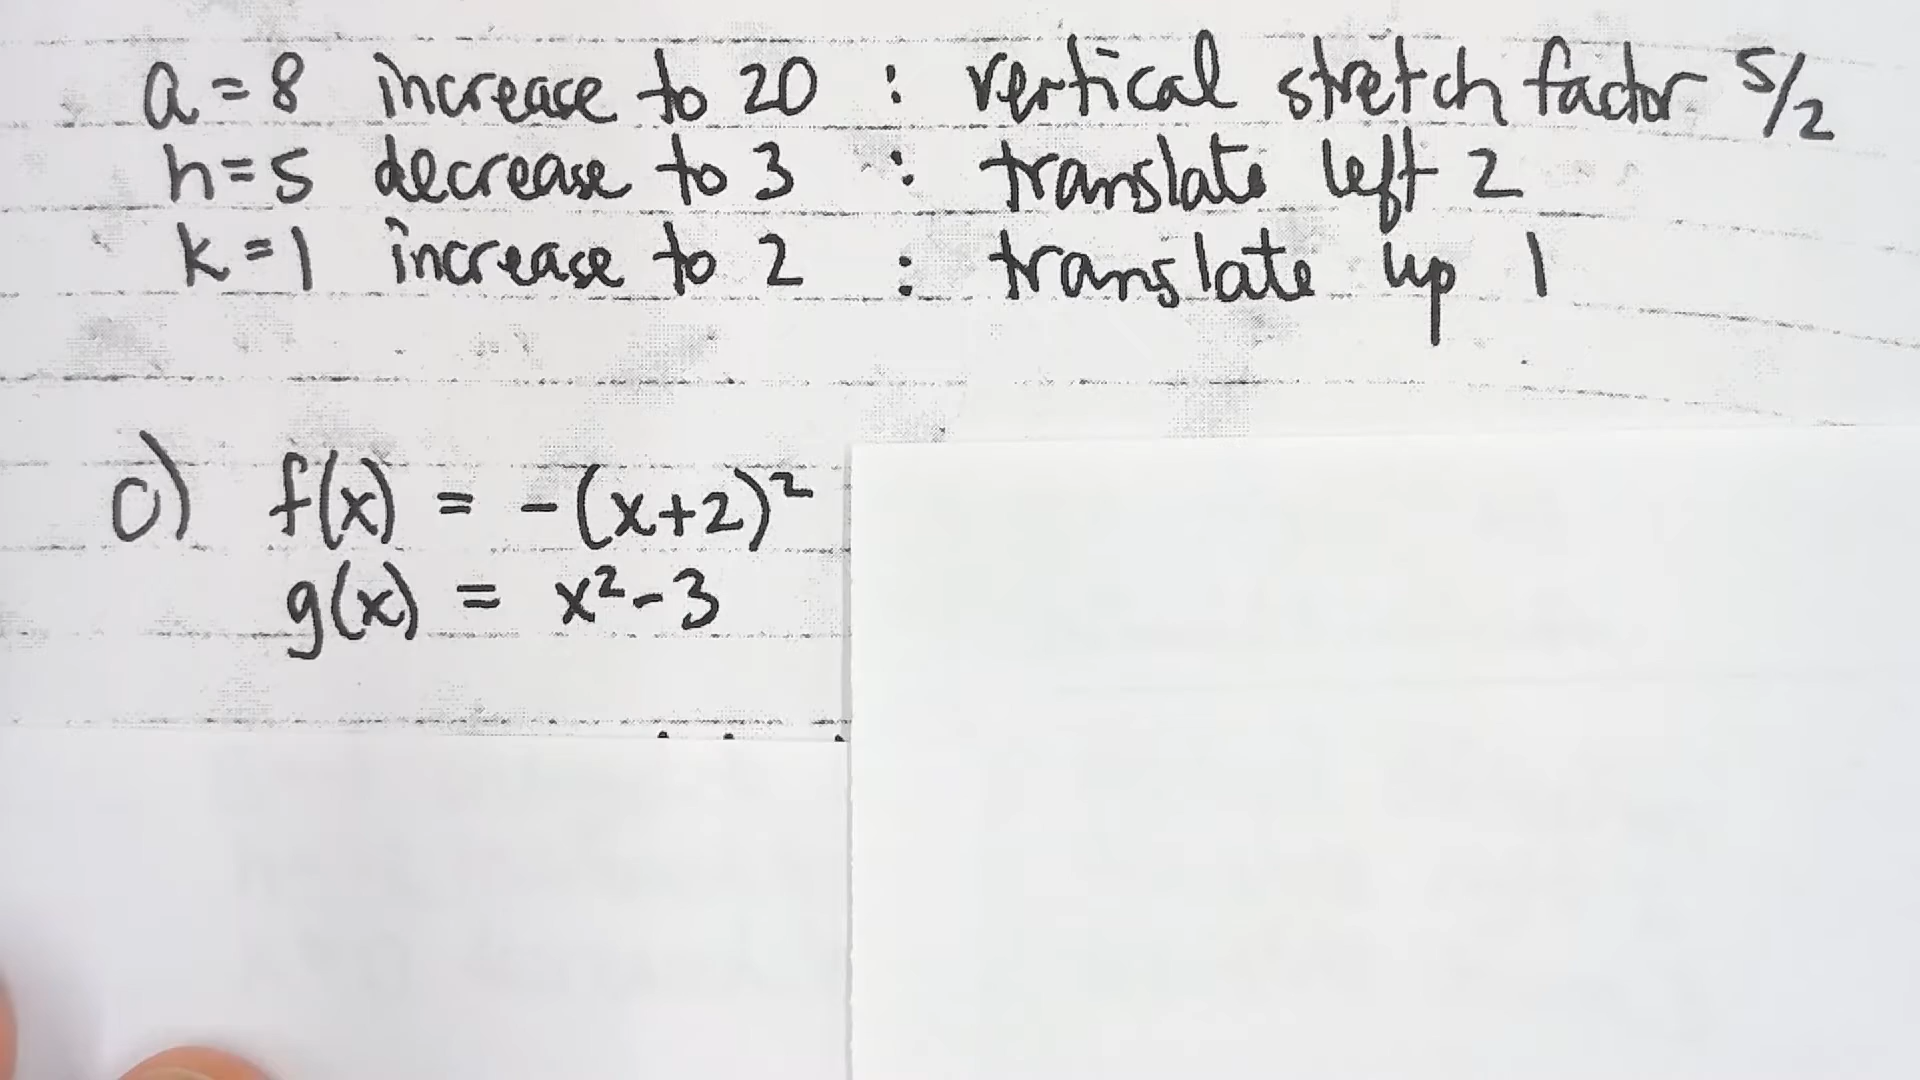 a = 8 increase to 20 : vertical stretch factor 5/2
h = 5 decrease to 3 : translate left 2
k = 1 increase to 2 : translate up 1
c) f(x) = -(x+2)²
g(x) = x² - 3